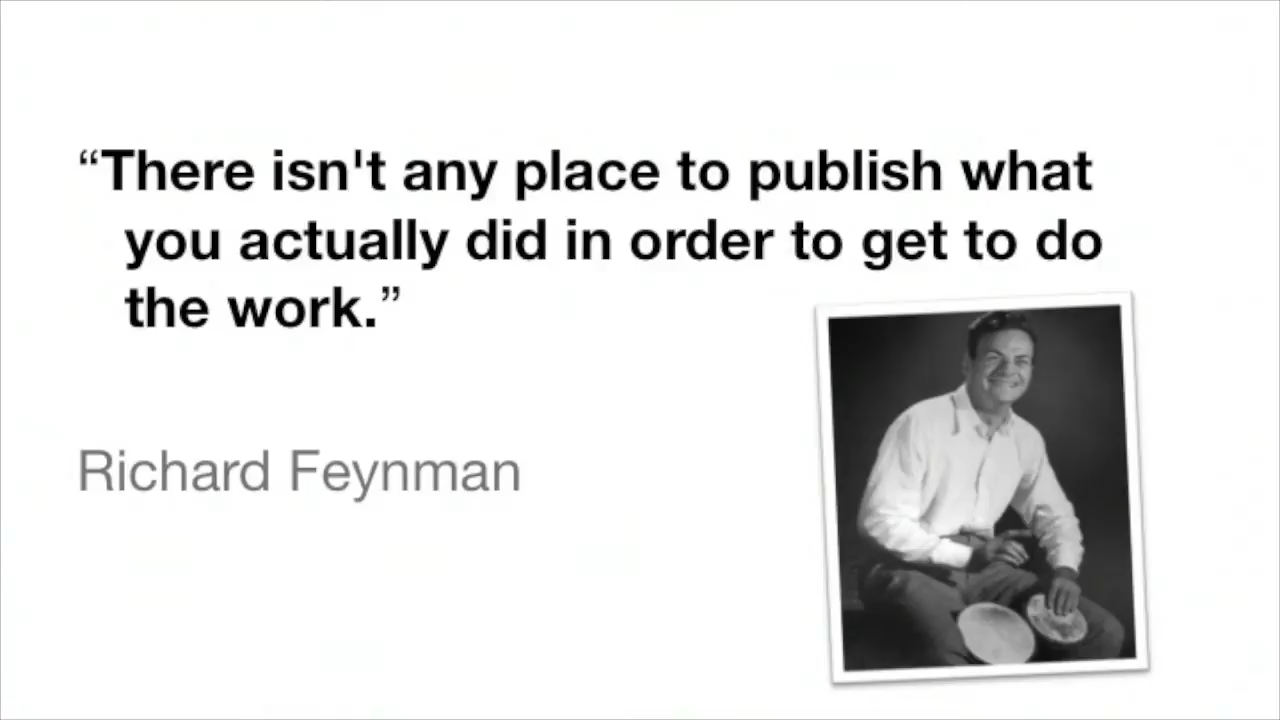 “There isn't any place to publish what
you actually did in order to get to do
the work.”
Richard Feynman